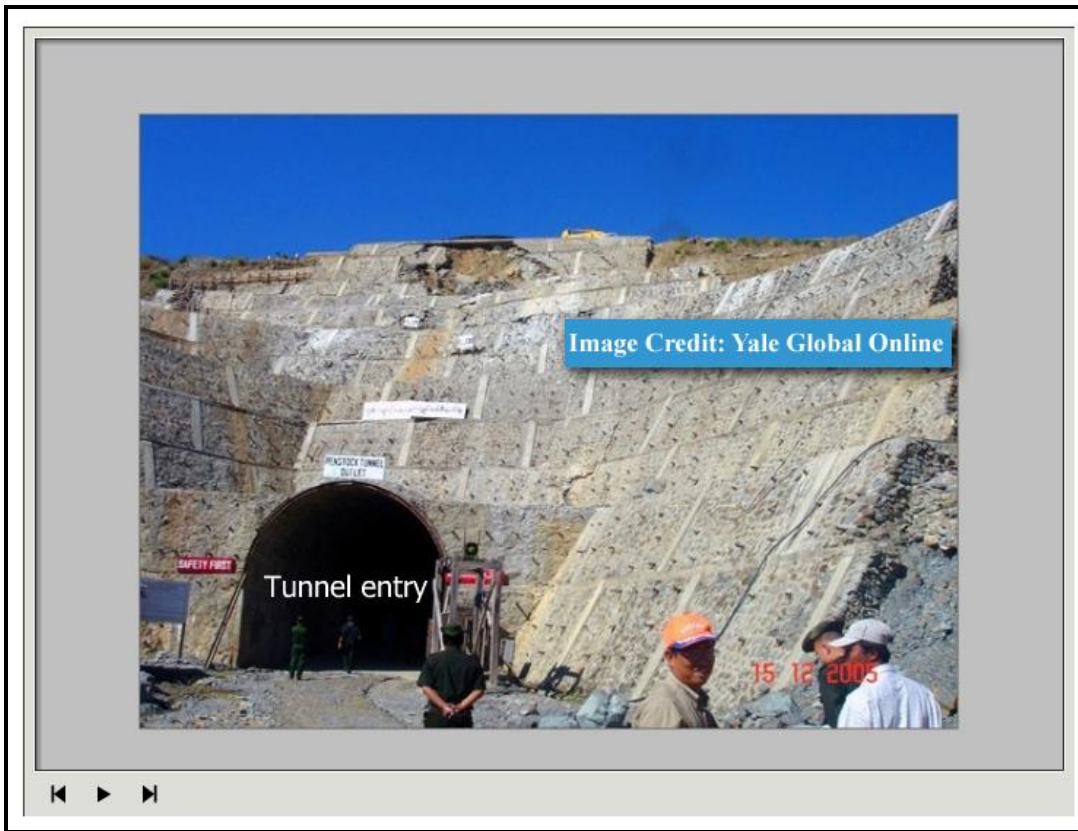 Image Credit: Yale Global Online
PENSTOCK TUNNEL
OUTLET
SAFETY FIRST
Tunnel entry
15 12 2005